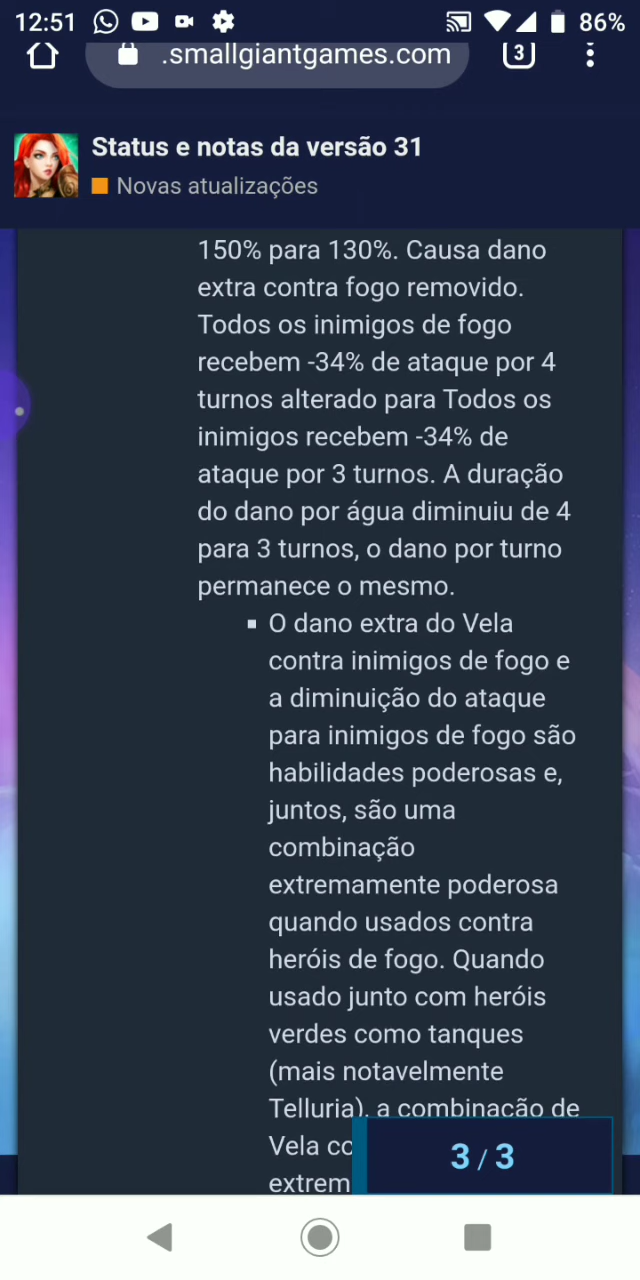 12:51
86%
.smallgiantgames.com
3
Status e notas da versão 31
Novas atualizações
150% para 130%. Causa dano
extra contra fogo removido.
Todos os inimigos de fogo
recebem -34% de ataque por 4
turnos alterado para Todos os
inimigos recebem -34% de
ataque por 3 turnos. A duração
do dano por água diminuiu de 4
para 3 turnos, o dano por turno
permanece o mesmo.
▪ O dano extra do Vela
contra inimigos de fogo e
a diminuição do ataque
para inimigos de fogo são
habilidades poderosas e,
juntos, são uma
combinação
extremamente poderosa
quando usados contra
heróis de fogo. Quando
usado junto com heróis
verdes como tanques
(mais notavelmente
Telluria), a combinação de
Vela co
extrem
3 / 3